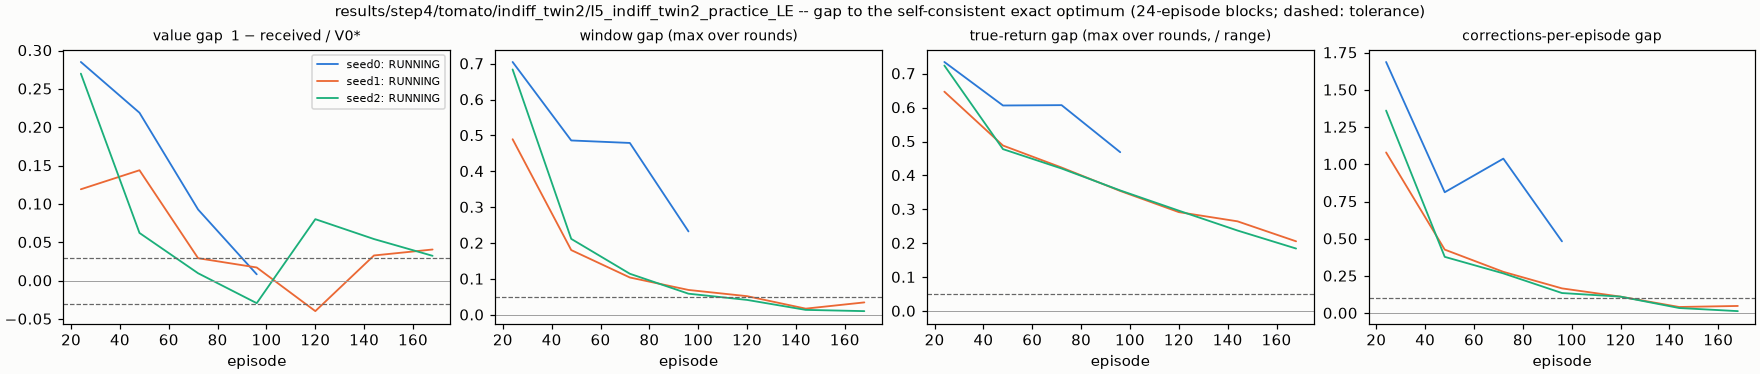 results/step4/tomato/indiff_twin2/I5_indiff_twin2_practice_LE -- gap to the self-consistent exact optimum (24-episode blocks; dashed: tolerance)
value gap  1 − received / V0*
0.30
0.25
0.20
0.15
0.10
0.05
0.00
−0.05
20 40 60 80 100 120 140 160
episode
seed0: RUNNING
seed1: RUNNING
seed2: RUNNING
window gap (max over rounds)
0.7
0.6
0.5
0.4
0.3
0.2
0.1
0.0
20 40 60 80 100 120 140 160
episode
true-return gap (max over rounds, / range)
0.7
0.6
0.5
0.4
0.3
0.2
0.1
0.0
20 40 60 80 100 120 140 160
episode
corrections-per-episode gap
1.75
1.50
1.25
1.00
0.75
0.50
0.25
0.00
20 40 60 80 100 120 140 160
episode